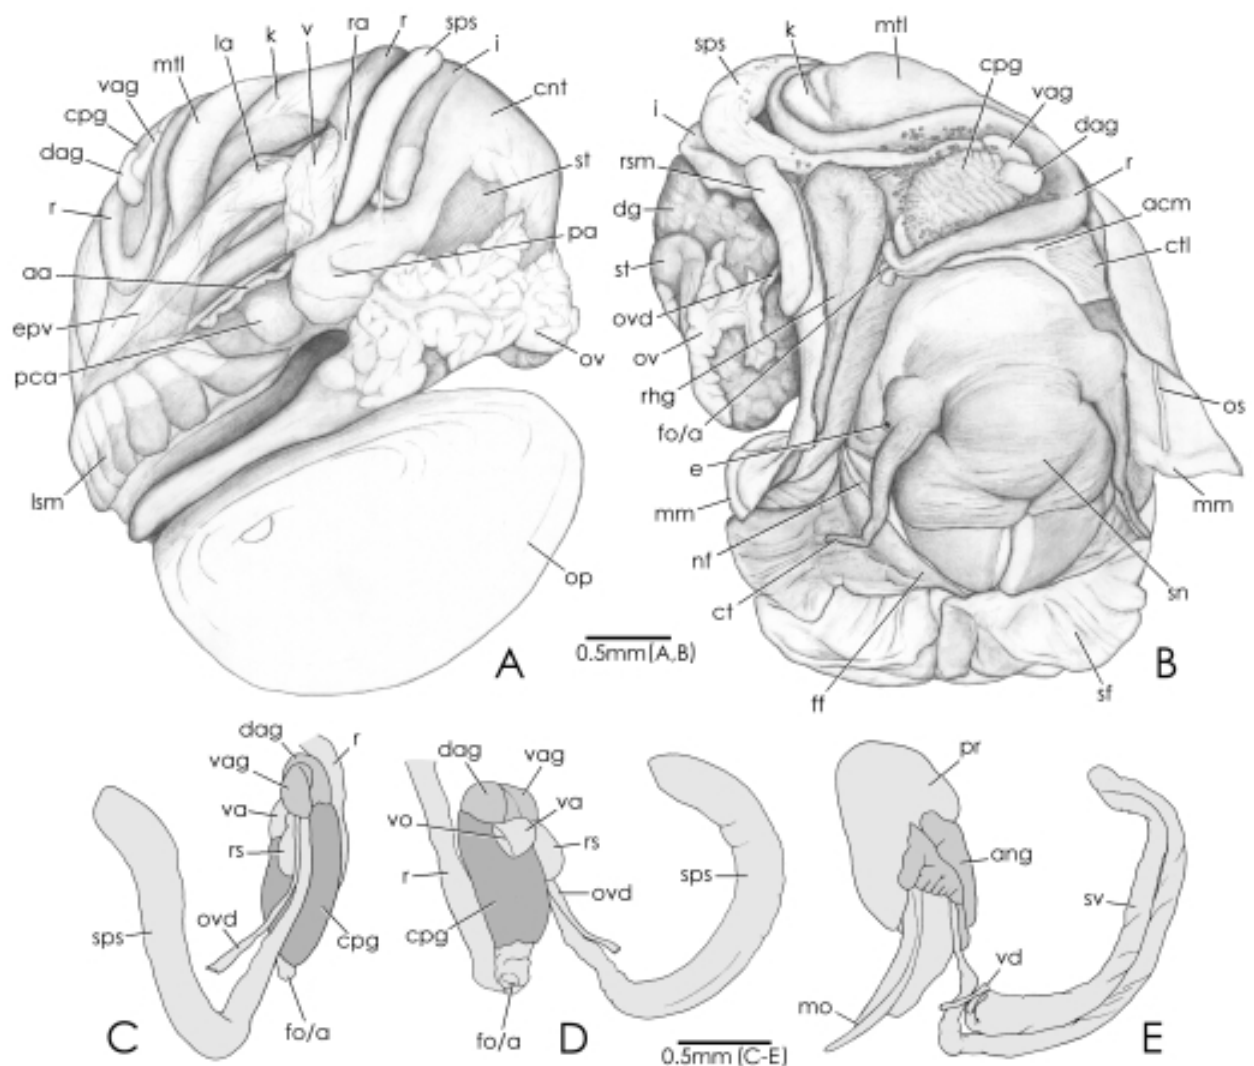 la
k
v
ra
r
sps
i
mtl
vag
cpg
dag
r
aa
epv
pca
lsm
cnt
st
pa
ov
op
A
0.5mm (A,B)
sps
k
mtl
cpg
vag
dag
r
acm
ctl
i
rsm
dg
st
ovd
ov
rhg
fo/a
e
mm
nf
ct
ff
os
mm
sn
sf
B
dag
r
vag
va
rs
ovd
sps
cpg
fo/a
C
dag
vag
vo
va
rs
r
ovd
sps
cpg
fo/a
D
0.5mm (C-E)
pr
ang
sv
vd
mo
E